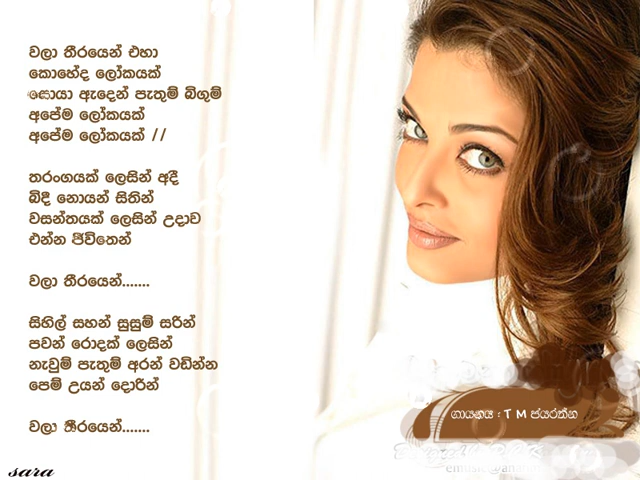 වලා තීරයෙන් එහා
කොහේද ලෝකයක්
සොයා ඇදෙන් පැතුම් බිගුම්
අපේම ලෝකයක්
අපේම ලෝකයක් //
තරංගයක් ලෙසින් අදී
බිදී නොයන් සිතින්
වසන්තයක් ලෙසින් උදාව
එන්න ජීවිතෙන්
වලා තීරයෙන්.......
සිහිල් සහන් සුසුම් සරින්
පවන් රොදක් ලෙසින්
නැවුම් පැතුම් අරන් වඩින්න
පෙම් උයන් දොරින්
වලා තීරයෙන්.......
ගායනය : T M ජයරත්න
sara